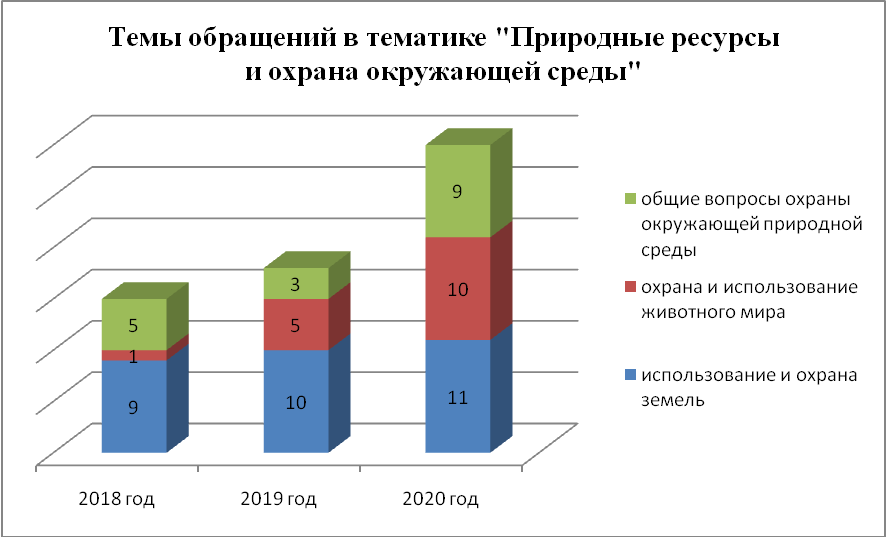 Темы обращений в тематике "Природные ресурсы
и охрана окружающей среды"
9
3
5
10
5
1
11
10
9
2018 год
2019 год
2020 год
общие вопросы охраны
окружающей природной
среды
охрана и использование
животного мира
использование и охрана
земель